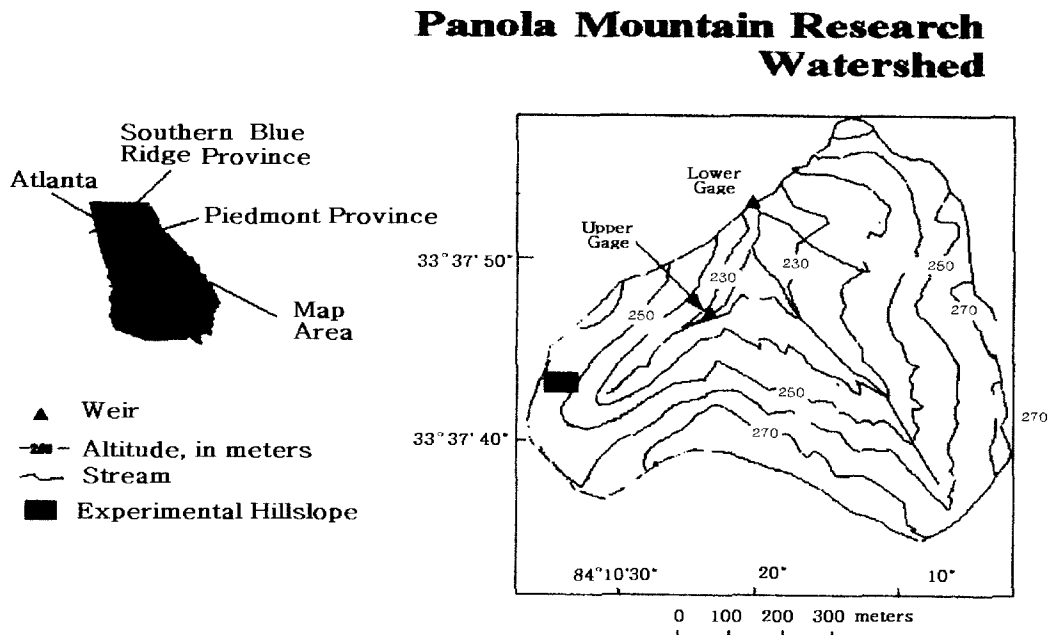 Panola Mountain Research
Watershed
Southern Blue
Ridge Province
Atlanta
Piedmont Province
Map
Area
Weir
Altitude, in meters
Stream
Experimental Hillslope
Lower
Gage
Upper
Gage
33°37'50"
33°37'40"
230
230
250
250
270
250
270
270
84°10'30"
20"
10"
0 100 200 300 meters